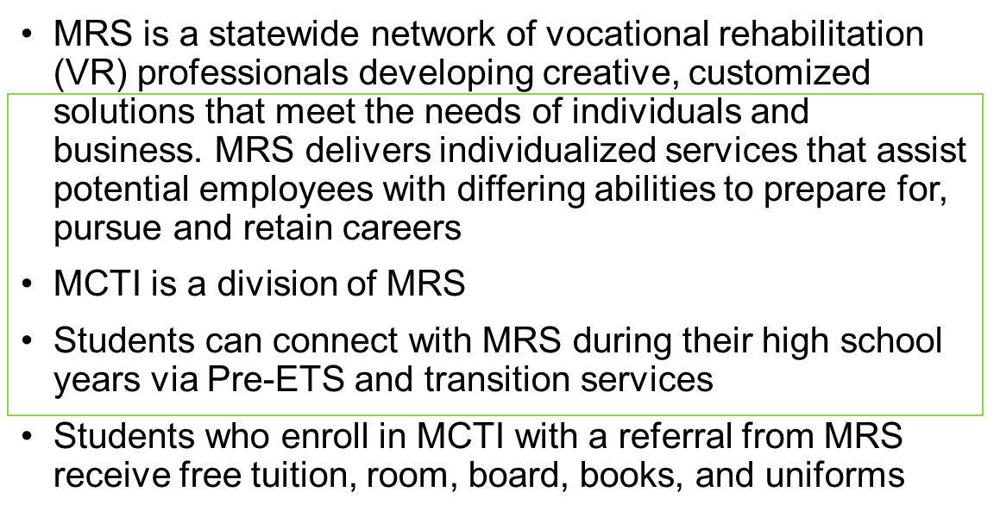 • MRS is a statewide network of vocational rehabilitation
(VR) professionals developing creative, customized
solutions that meet the needs of individuals and
business. MRS delivers individualized services that assist
potential employees with differing abilities to prepare for,
pursue and retain careers
• MCTI is a division of MRS
• Students can connect with MRS during their high school
years via Pre-ETS and transition services
• Students who enroll in MCTI with a referral from MRS
receive free tuition, room, board, books, and uniforms